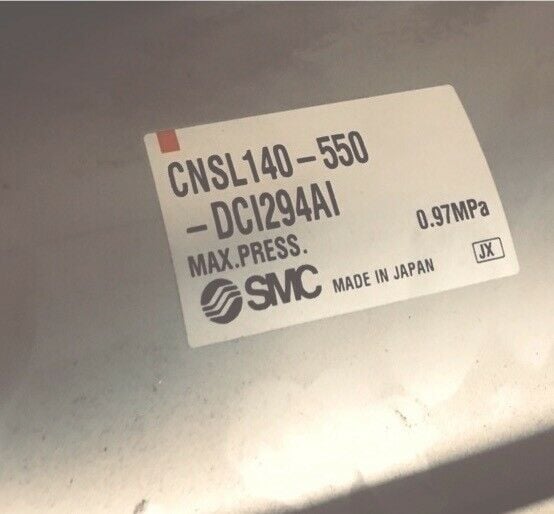 CNSL140-550
-DCI294AI
MAX.PRESS. 0.97MPa
SMC MADE IN JAPAN JX